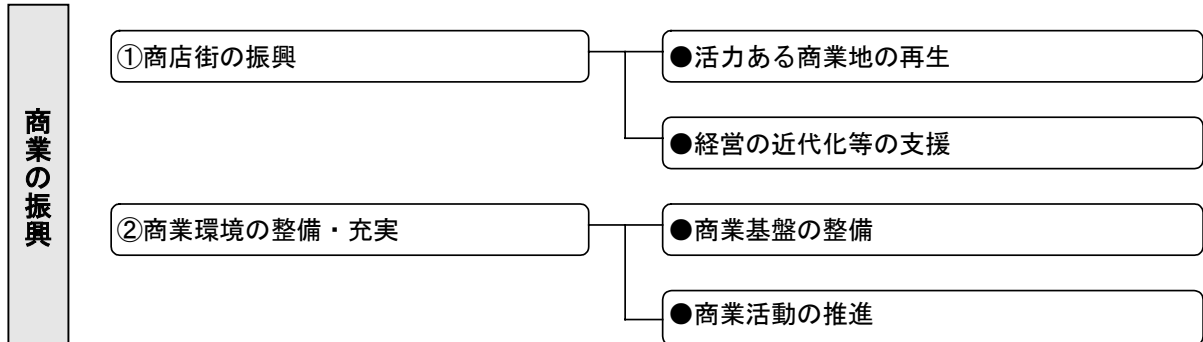 商業の振興
①商店街の振興
●活力ある商業地の再生
●経営の近代化等の支援
②商業環境の整備・充実
●商業基盤の整備
●商業活動の推進